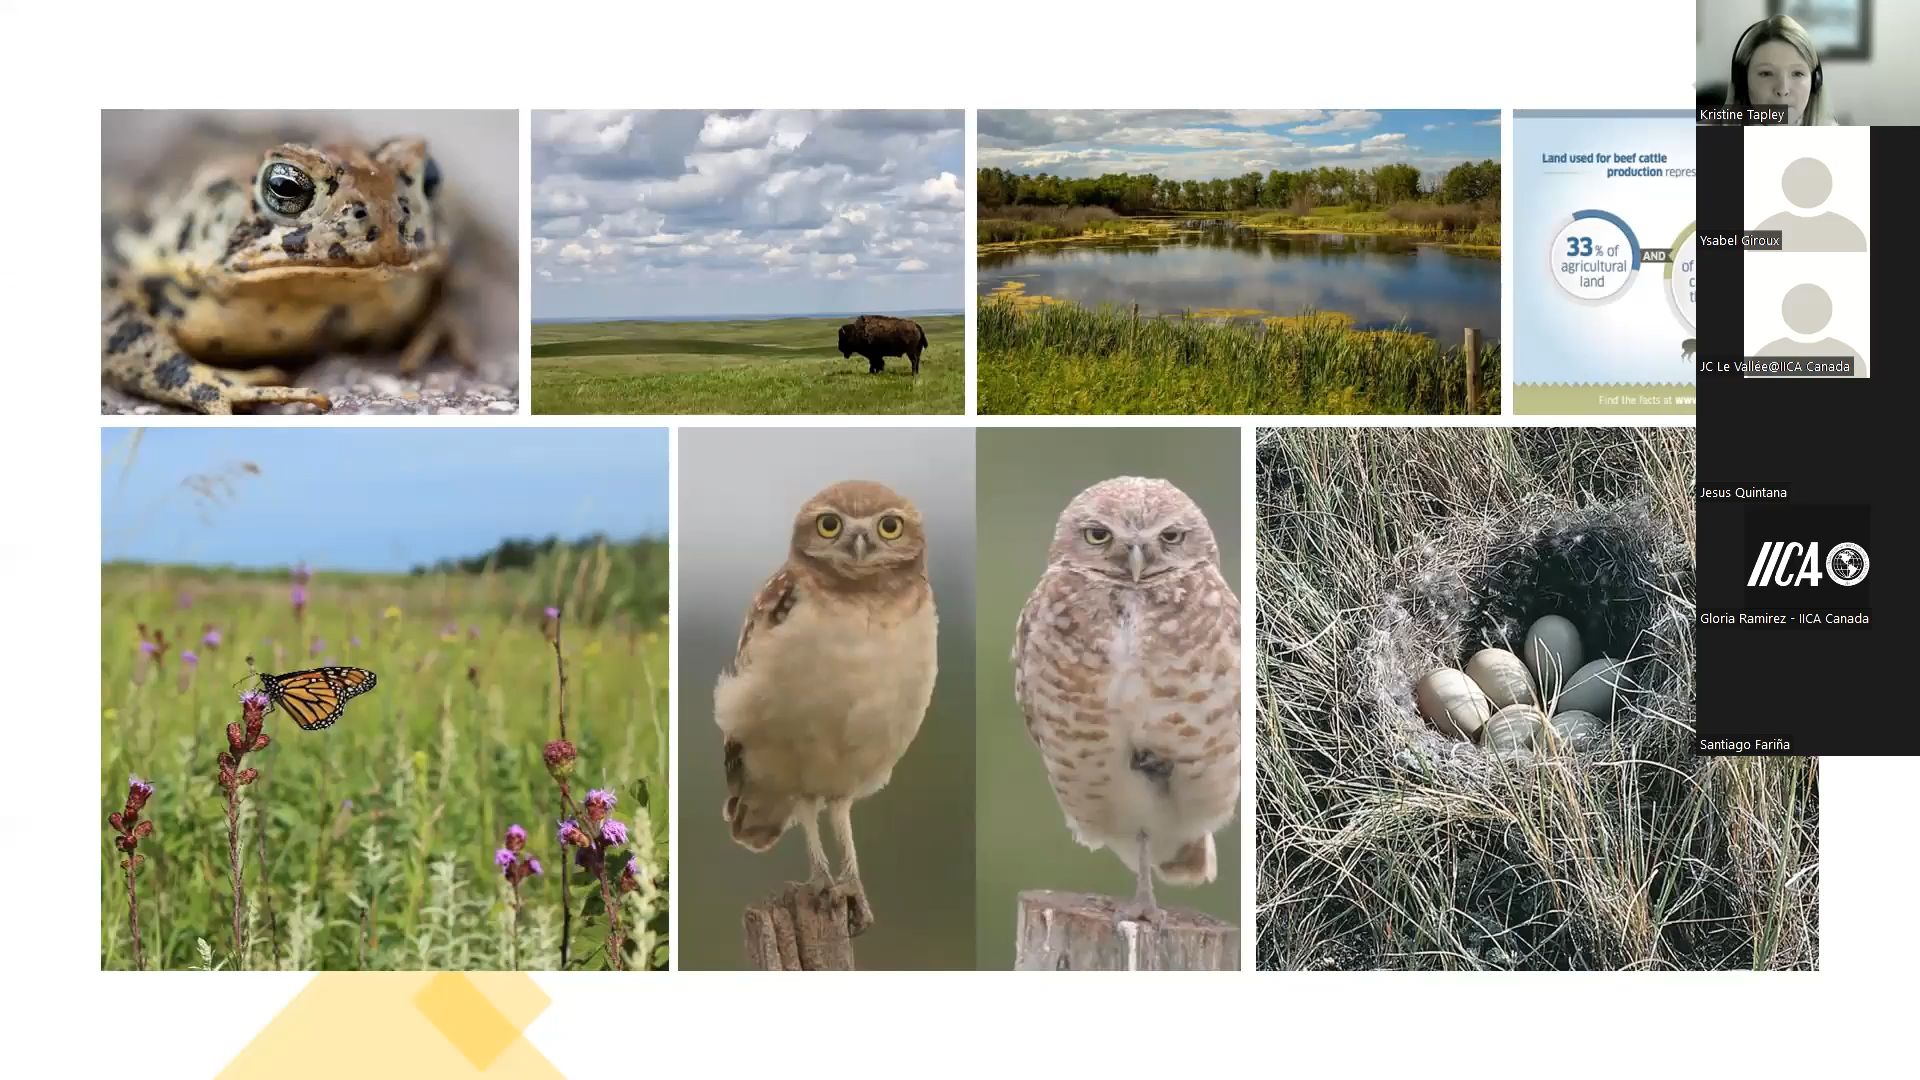 Land used for beef cattle
production
33% of
agricultural
land
AND
of
Find the facts at
Kristine Tapley
Ysabel Giroux
JC Le Vallée@IICA Canada
Jesus Quintana
IICA
Gloria Ramirez - IICA Canada
Santiago Fariña